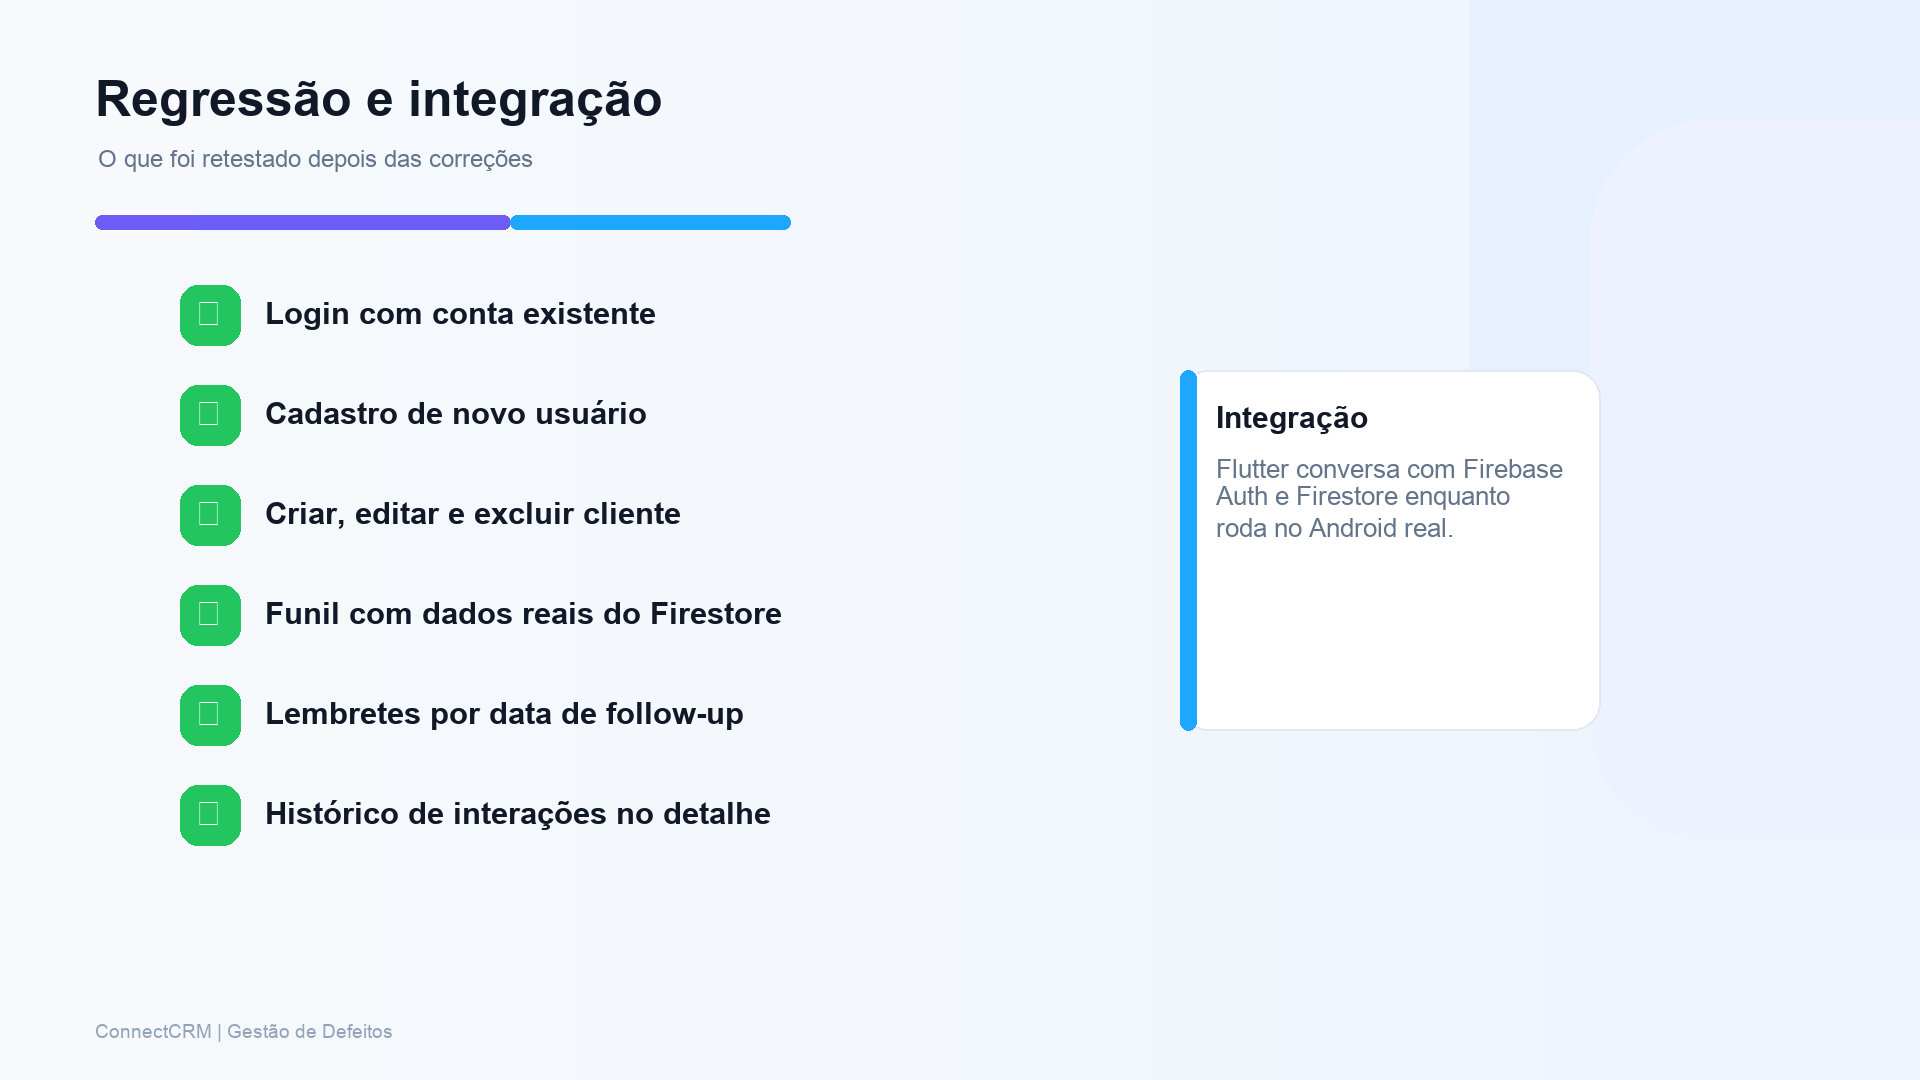 Regressão e integração
O que foi retestado depois das correções
Login com conta existente
Cadastro de novo usuário
Criar, editar e excluir cliente
Funil com dados reais do Firestore
Lembretes por data de follow-up
Histórico de interações no detalhe
Integração
Flutter conversa com Firebase
Auth e Firestore enquanto
roda no Android real.
ConnectCRM | Gestão de Defeitos